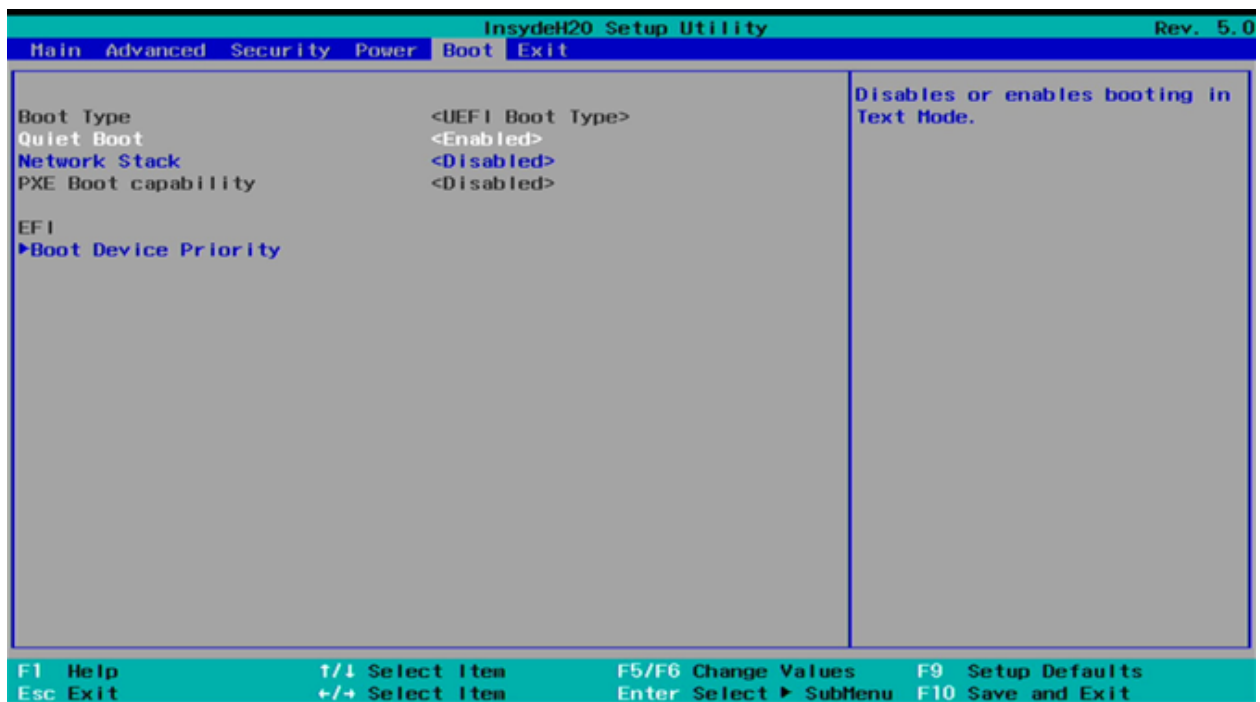 InsydeH20 Setup Utility Rev. 5.0
Main Advanced Security Power Boot Exit
Boot Type <UEFI Boot Type>
Quiet Boot <Enabled>
Network Stack <Disabled>
PXE Boot capability <Disabled>
EFI
▶Boot Device Priority
Disables or enables booting in
Text Mode.
F1 Help ↑/↓ Select Item F5/F6 Change Values F9 Setup Defaults
Esc Exit ←/→ Select Item Enter Select ▶ SubMenu F10 Save and Exit